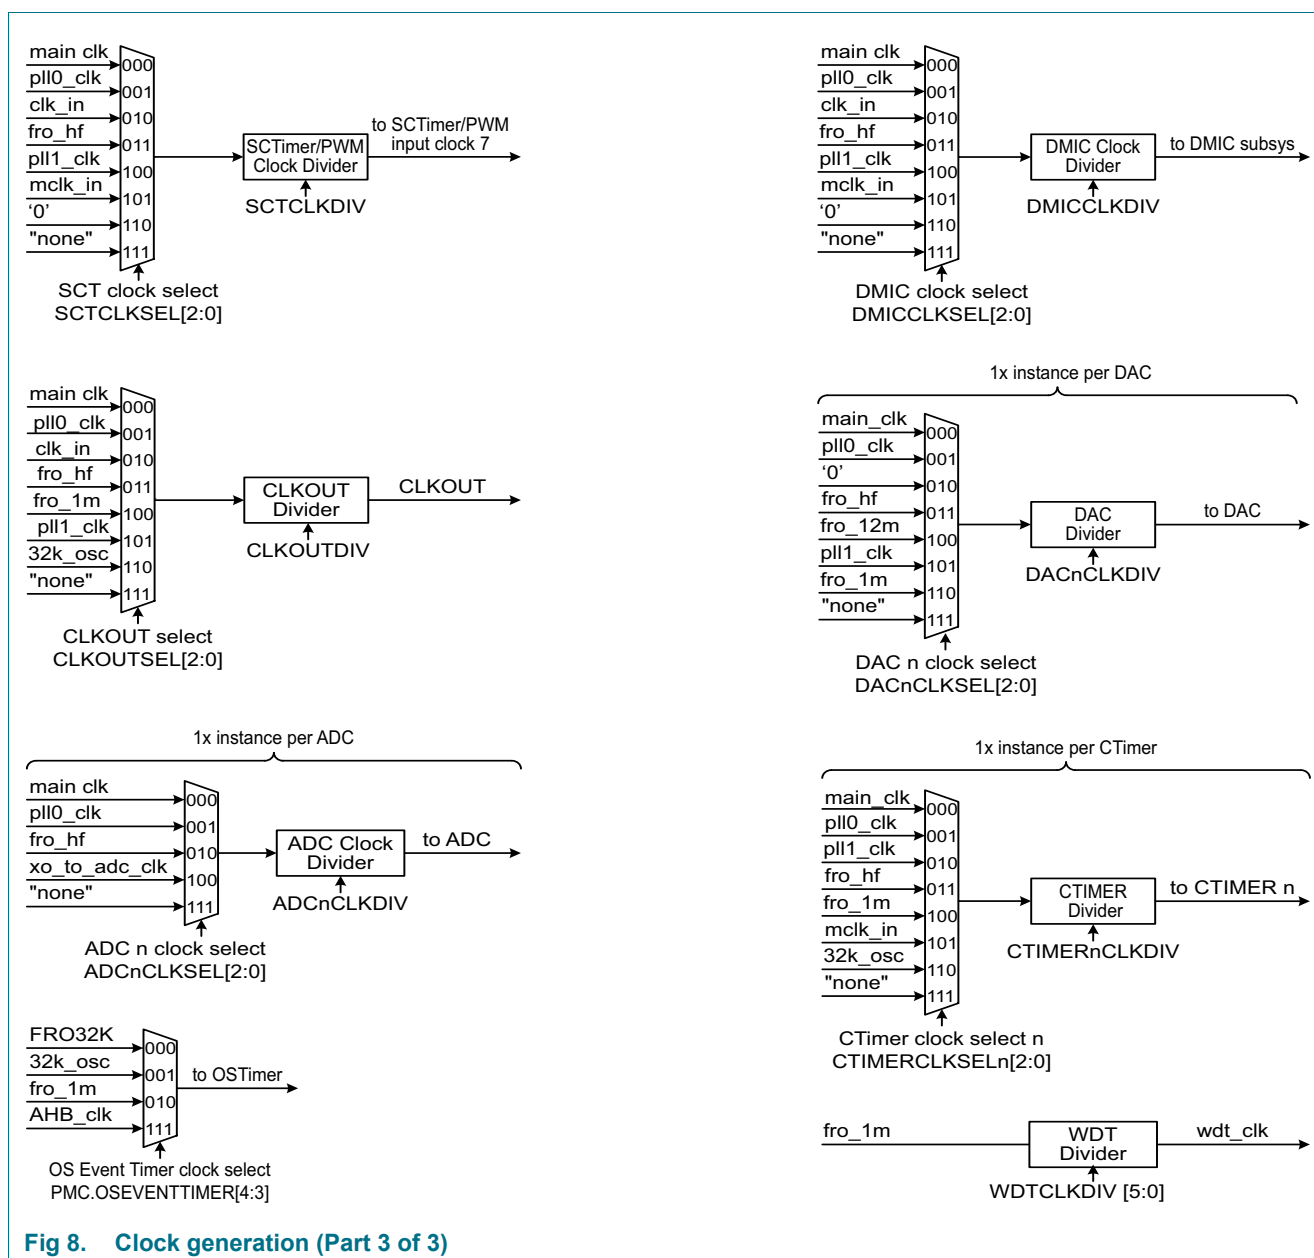 main clk
000
pll0_clk
001
clk_in
010
fro_hf
011
pll1_clk
100
mclk_in
101
‘0’
110
"none"
111
SCTimer/PWM
Clock Divider
to SCTimer/PWM
input clock 7
SCTCLKDIV
SCT clock select
SCTCLKSEL[2:0]
main clk
000
pll0_clk
001
clk_in
010
fro_hf
011
pll1_clk
100
mclk_in
101
‘0’
110
"none"
111
DMIC Clock
Divider
to DMIC subsys
DMICCLKDIV
DMIC clock select
DMICCLKSEL[2:0]
main clk
000
pll0_clk
001
clk_in
010
fro_hf
011
fro_1m
100
pll1_clk
101
32k_osc
110
"none"
111
CLKOUT
Divider
CLKOUT
CLKOUTDIV
CLKOUT select
CLKOUTSEL[2:0]
1x instance per DAC
main_clk
000
pll0_clk
001
‘0’
010
fro_hf
011
fro_12m
100
pll1_clk
101
fro_1m
110
"none"
111
DAC
Divider
to DAC
DACnCLKDIV
DAC n clock select
DACnCLKSEL[2:0]
1x instance per ADC
main clk
000
pll0_clk
001
fro_hf
010
xo_to_adc_clk
100
"none"
111
ADC Clock
Divider
to ADC
ADCnCLKDIV
ADC n clock select
ADCnCLKSEL[2:0]
1x instance per CTimer
main_clk
000
pll0_clk
001
pll1_clk
010
fro_hf
011
fro_1m
100
mclk_in
101
32k_osc
110
"none"
111
CTIMER
Divider
to CTIMER n
CTIMERnCLKDIV
CTimer clock select n
CTIMERCLKSELn[2:0]
FRO32K
000
32k_osc
001
fro_1m
010
AHB_clk
111
to OSTimer
OS Event Timer clock select
PMC.OSEVENTTIMER[4:3]
fro_1m
WDT
Divider
wdt_clk
WDTCLKDIV [5:0]
Fig 8. Clock generation (Part 3 of 3)